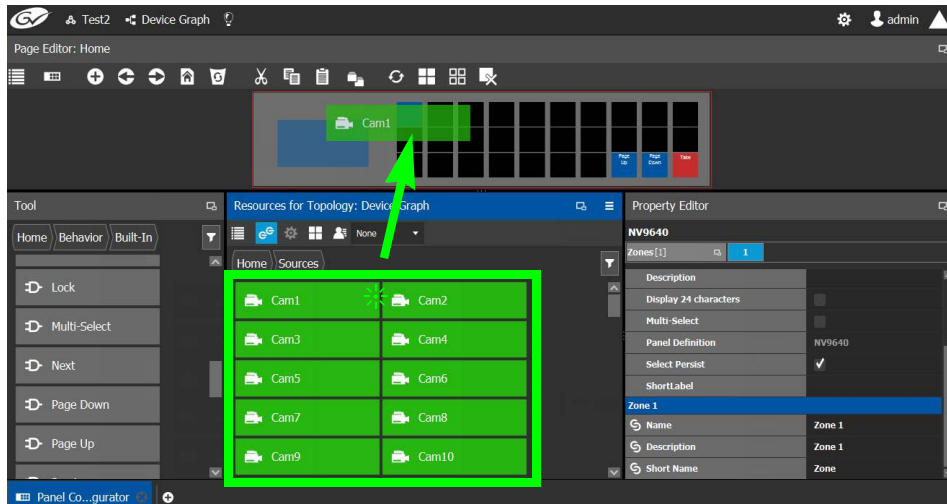 GV Test2 Device Graph admin
Page Editor: Home
Cam1
Page Up Page Down Take
Tool
Home Behavior Built-In
Lock
Multi-Select
Next
Page Down
Page Up
Resources for Topology: Device Graph
None
Home Sources
Cam1 Cam2
Cam3 Cam4
Cam5 Cam6
Cam7 Cam8
Cam9 Cam10
Property Editor
NV9640
Zones[1] 1
Description
Display 24 characters
Multi-Select
Panel Definition NV9640
Select Persist
ShortLabel
Zone 1
Name Zone 1
Description Zone 1
Short Name Zone
Panel Co...gurator